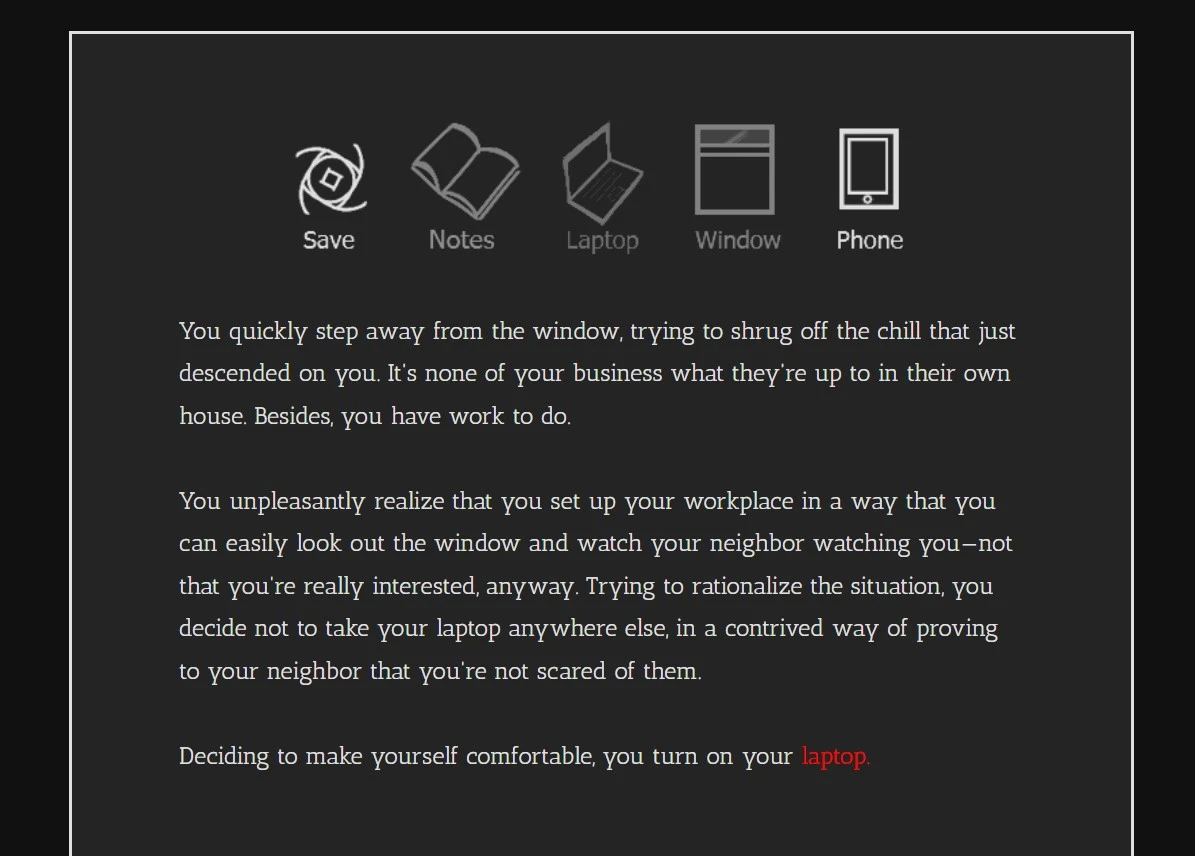 Save Notes Laptop Window Phone
You quickly step away from the window, trying to shrug off the chill that just
descended on you. It's none of your business what they're up to in their own
house. Besides, you have work to do.
You unpleasantly realize that you set up your workplace in a way that you
can easily look out the window and watch your neighbor watching you—not
that you're really interested, anyway. Trying to rationalize the situation, you
decide not to take your laptop anywhere else, in a contrived way of proving
to your neighbor that you're not scared of them.
Deciding to make yourself comfortable, you turn on your laptop.